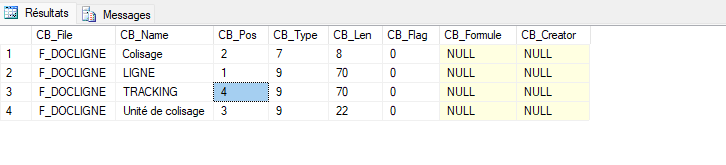 Résultats Messages
CB_File CB_Name CB_Pos CB_Type CB_Len CB_Flag CB_Fomule CB_Creator
1 F_DOCLIGNE Colisage 2 7 8 0 NULL NULL
2 F_DOCLIGNE LIGNE 1 9 70 0 NULL NULL
3 F_DOCLIGNE TRACKING 4 9 70 0 NULL NULL
4 F_DOCLIGNE Unité de colisage 3 9 22 0 NULL NULL